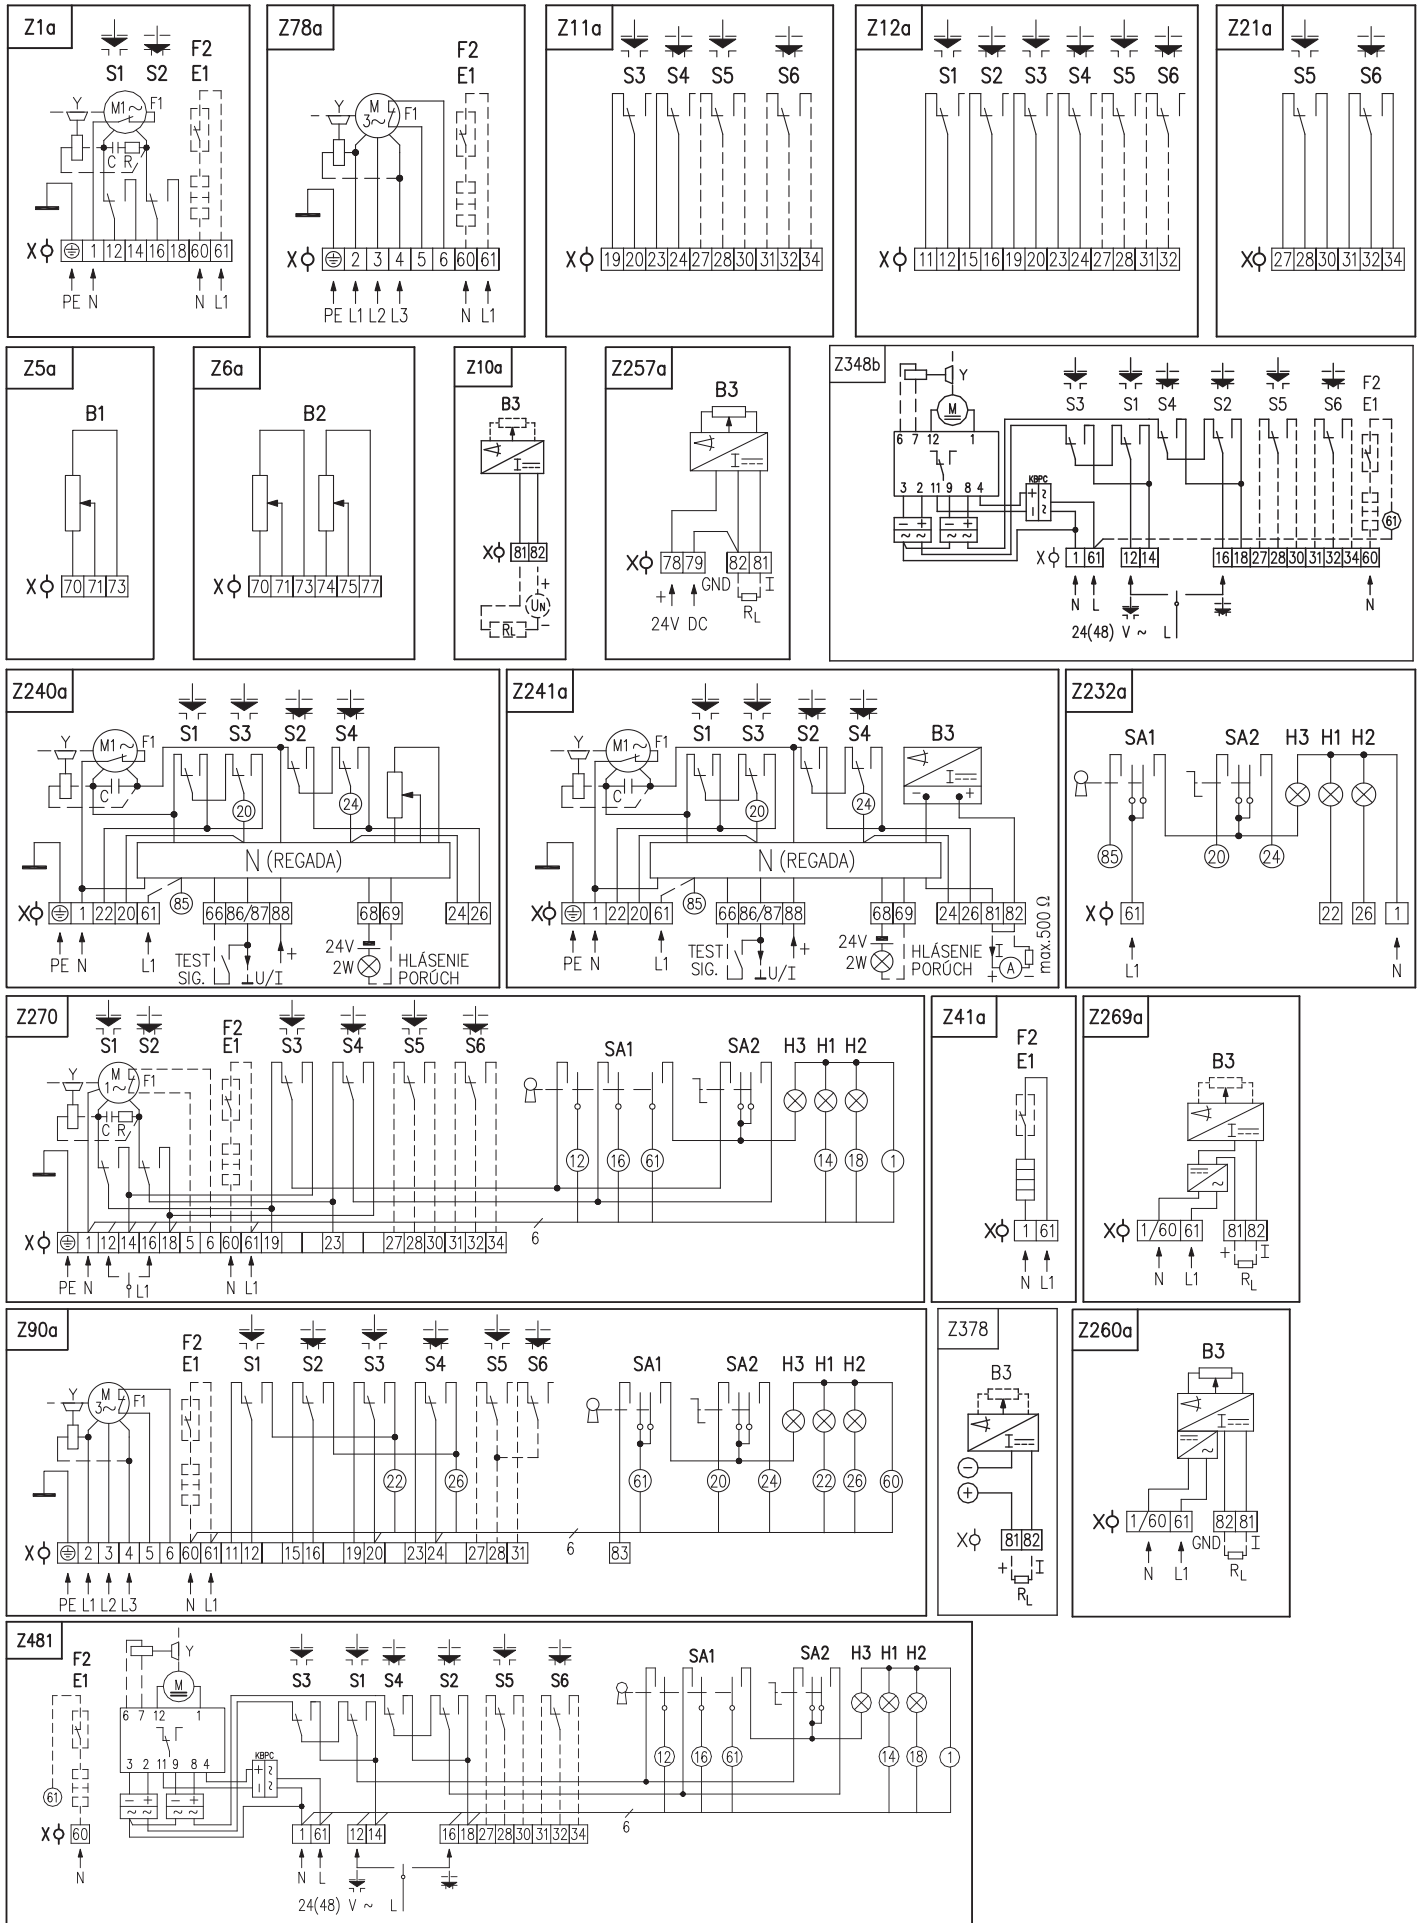 Z1a
S1 S2 F2
E1
Y M1~ F1
C R
X 1 12 14 16 18 60 61
PE N N L1
Z78a
F2
E1
Y M 3~ F1
X 2 3 4 5 6 60 61
PE L1 L2 L3 N L1
Z11a
S3 S4 S5 S6
X 19 20 23 24 27 28 30 31 32 34
Z12a
S1 S2 S3 S4 S5 S6
X 11 12 15 16 19 20 23 24 27 28 31 32
Z21a
S5 S6
X 27 28 30 31 32 34
Z5a
B1
X 70 71 73
Z6a
B2
X 70 71 73 74 75 77
Z10a
B3
I
X 81 82
+
UN
RL −
Z257a
B3
I
X 78 79 82 81
+ GND I
24V DC RL
Z348b
Y
S3 S1 S4 S2 S5 S6 F2
E1
M
6 7 12 1
3 2 11 9 8 4
KBPC
+ ~
− ~
− + − +
~ ~ ~ ~
61
X 1 61 12 14 16 18 27 28 30 31 32 34 60
N L N
24(48) V ~ L
Z240a
S1 S3 S2 S4
Y M1~ F1
C
20 24
N (REGADA)
85
X 1 22 20 61 66 86/87 88 68 69 24 26
PE N L1
TEST
SIG. U/I +
24V
2W
HLÁSENIE
PORÚCH
Z241a
S1 S3 S2 S4 B3
Y M1~ F1
C
20 24
I
− +
N (REGADA)
85
X 1 22 20 61 66 86/87 88 68 69 24 26 81 82
PE N L1
TEST
SIG. U/I +
24V
2W
HLÁSENIE
PORÚCH
I
+ A −
max.500 Ω
Z232a
SA1 SA2 H3 H1 H2
85 20 24
X 61 22 26 1
L1 N
Z270
S1 S2 F2
E1 S3 S4 S5 S6
SA1 SA2 H3 H1 H2
Y M 1~ F1
C R
12 16 61 14 18 1
X 1 12 14 16 18 5 6 60 61 19 23 27 28 30 31 32 34
6
PE N L1 N L1
Z41a
F2
E1
X 1 61
N L1
Z269a
B3
I
~
X 1/60 61 81 82
N L1 + I
RL
Z90a
F2
E1 S1 S2 S3 S4 S5 S6
SA1 SA2 H3 H1 H2
Y M 3~ F1
22 26 61 20 24 22 26 60
X 2 3 4 5 6 60 61 11 12 15 16 19 20 23 24 27 28 31
6 83
PE L1 L2 L3 N L1
Z378
B3
I
−
+
X 81 82
+ I
RL
Z260a
B3
I
~
X 1/60 61 82 81
GND I
N L1 RL
Z481
F2
E1
Y
S3 S1 S4 S2 S5 S6
SA1 SA2 H3 H1 H2
M
6 7 12 1
3 2 11 9 8 4
KBPC
+ ~
− ~
− + − +
~ ~ ~ ~
61
12 16 61 14 18 1
X 60 1 61 12 14 16 18 27 28 30 31 32 34
6
N N L
24(48) V ~ L